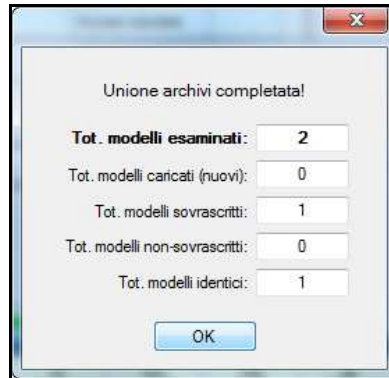 Unione archivi completata!
Tot. modelli esaminati: 2
Tot. modelli caricati (nuovi): 0
Tot. modelli sovrascritti: 1
Tot. modelli non-sovrascritti: 0
Tot. modelli identici: 1
OK